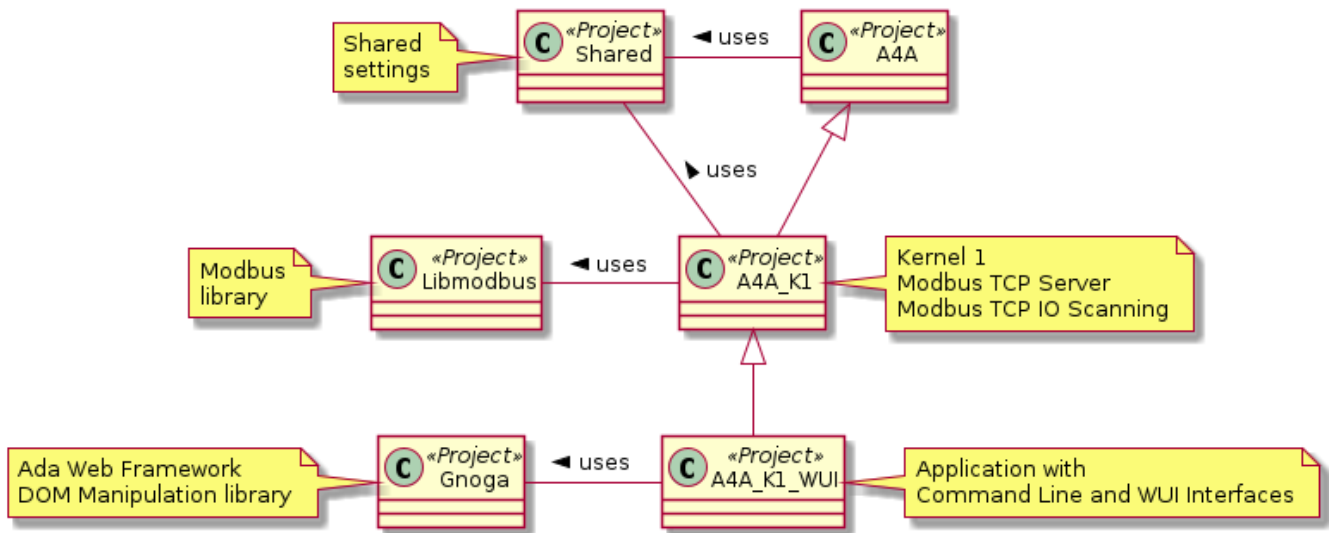 Shared
settings
C
«Project»
Shared
◄ uses
C
«Project»
A4A
uses
Modbus
library
C
«Project»
Libmodbus
◄ uses
C
«Project»
A4A_K1
Kernel 1
Modbus TCP Server
Modbus TCP IO Scanning
Ada Web Framework
DOM Manipulation library
C
«Project»
Gnoga
◄ uses
C
«Project»
A4A_K1_WUI
Application with
Command Line and WUI Interfaces